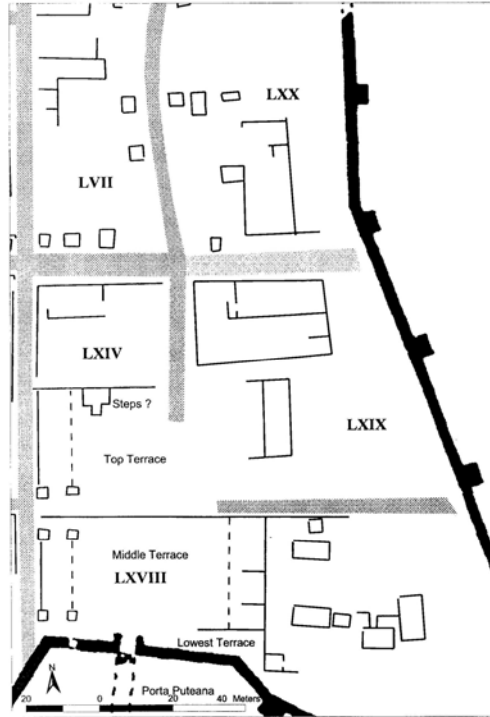 LXX
LVII
LXIV
Steps ?
LXIX
Top Terrace
Middle Terrace
LXVIII
Lowest Terrace
N
Porta Puteana
20 0 20 40 Meters